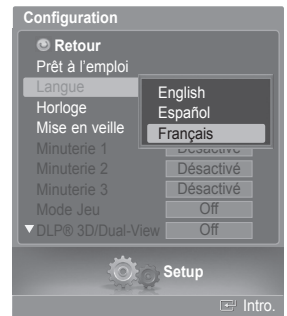 Configuration
Retour
Prêt à l'emploi
Langue
English
Español
Français
Horloge
Mise en veille
Minuterie 1 Désactivé
Minuterie 2 Désactivé
Minuterie 3 Désactivé
Mode Jeu Off
▼DLP® 3D/Dual-View Off
Setup
Intro.